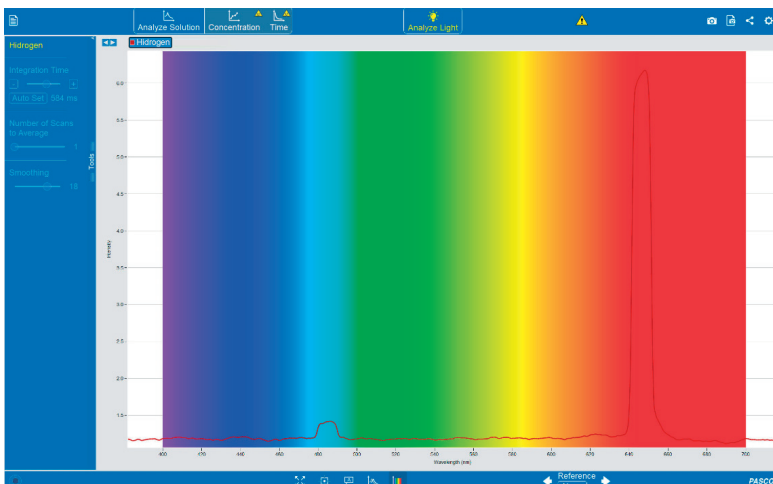 Analyze Solution
Concentration
Time
Analyze Light
Hydrogen
Hydrogen
Integration Time
Auto Set 584 ms
Number of Scans
to Average
1
Smoothing
18
Tools
Intensity
6.0
5.5
5.0
4.5
4.0
3.5
3.0
2.5
2.0
1.5
400 420 440 460 480 500 520 540 560 580 600 620 640 660 680 700
Wavelength (nm)
Reference
PASCO